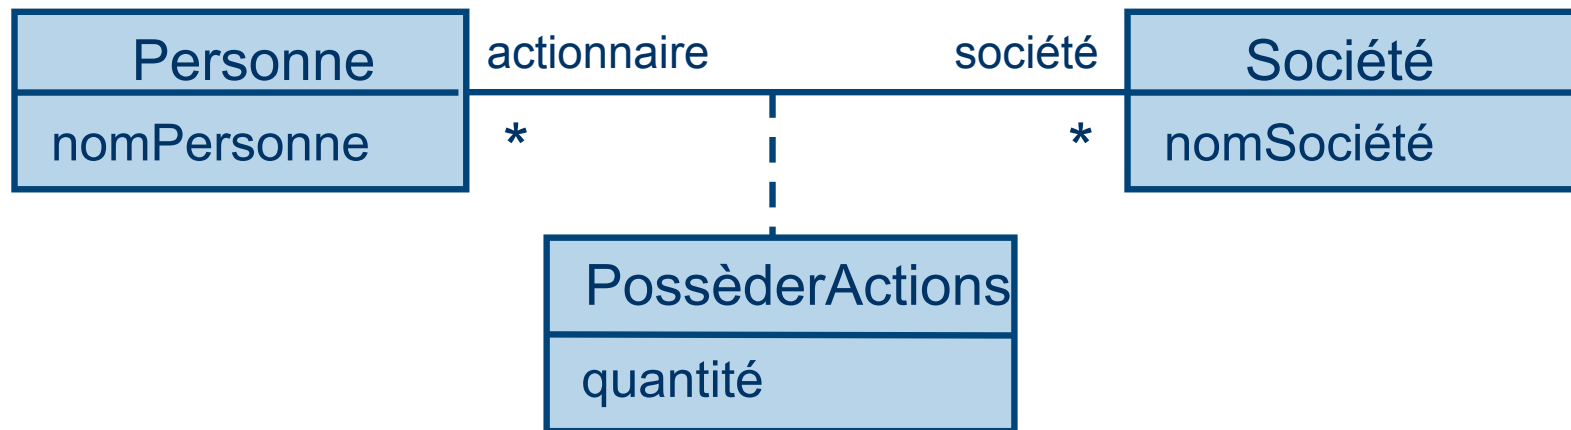 Personne
actionnaire
société
Société
nomPersonne
*
*
nomSociété
PossèderActions
quantité